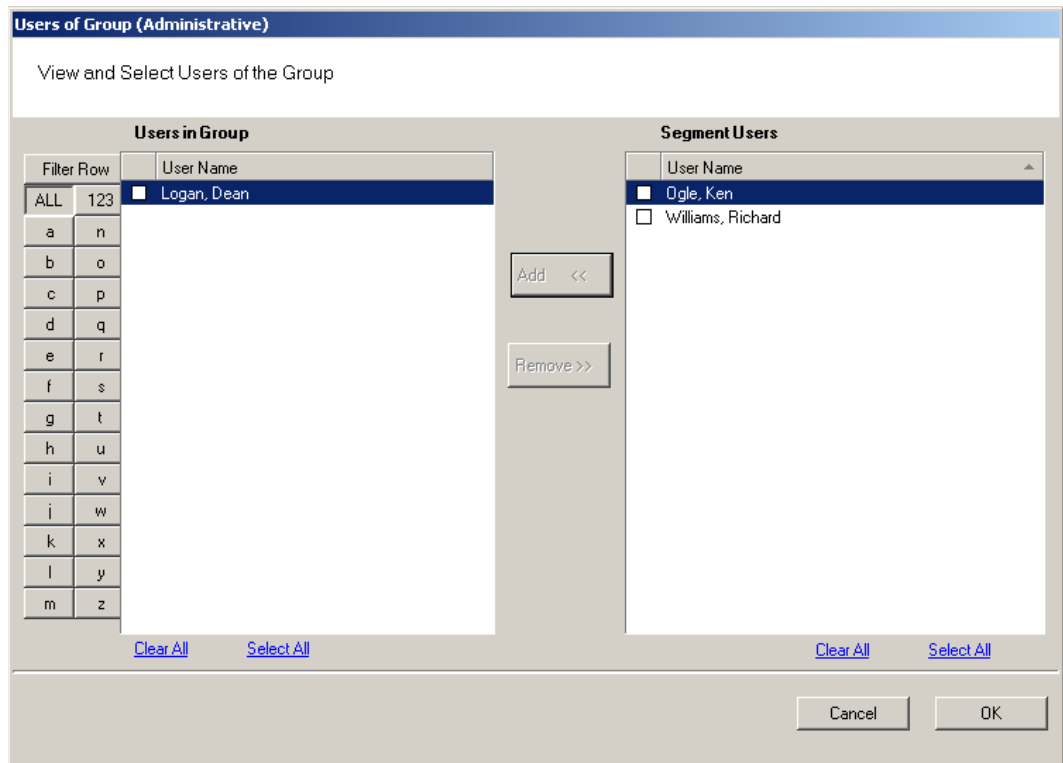 Users of Group (Administrative)
View and Select Users of the Group
Users in Group
Segment Users
Filter Row
User Name
User Name
ALL 123
Logan, Dean
Ogle, Ken
Williams, Richard
a n
b o
c p
d q
e r
f s
g t
h u
i v
j w
k x
l y
m z
Add <<
Remove >>
Clear All Select All
Clear All Select All
Cancel OK